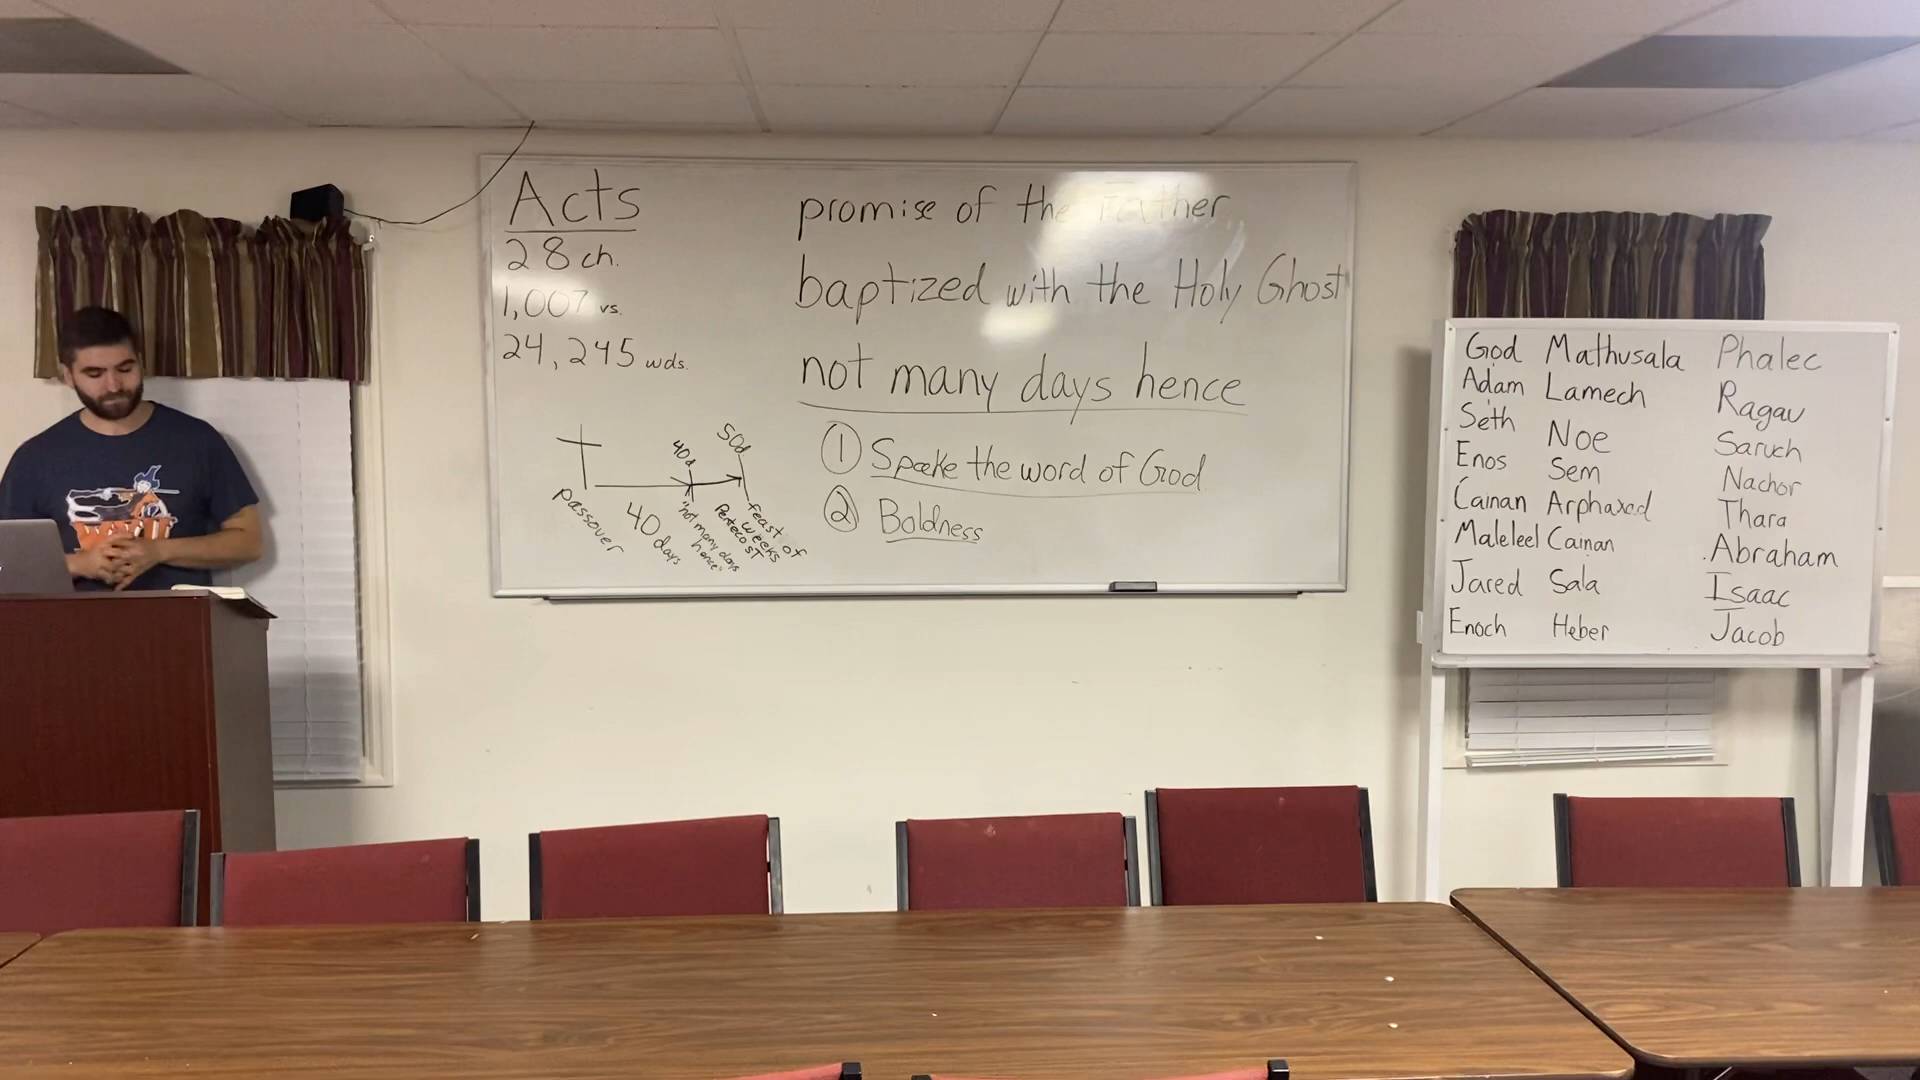 Acts
28 ch.
1,007 vs.
24,245 wds.
promise of the Father
baptized with the Holy Ghost
not many days hence
① Spoke the word of God
② Boldness
40d
50d
passover
40 days
"not many days
hence"
Pentecost
feast of
weeks
God Mathusala Phalec
Adam Lamech Ragau
Seth Noe Saruch
Enos Sem Nachor
Cainan Arphaxad Thara
Maleleel Cainan Abraham
Jared Sala Isaac
Enoch Heber Jacob